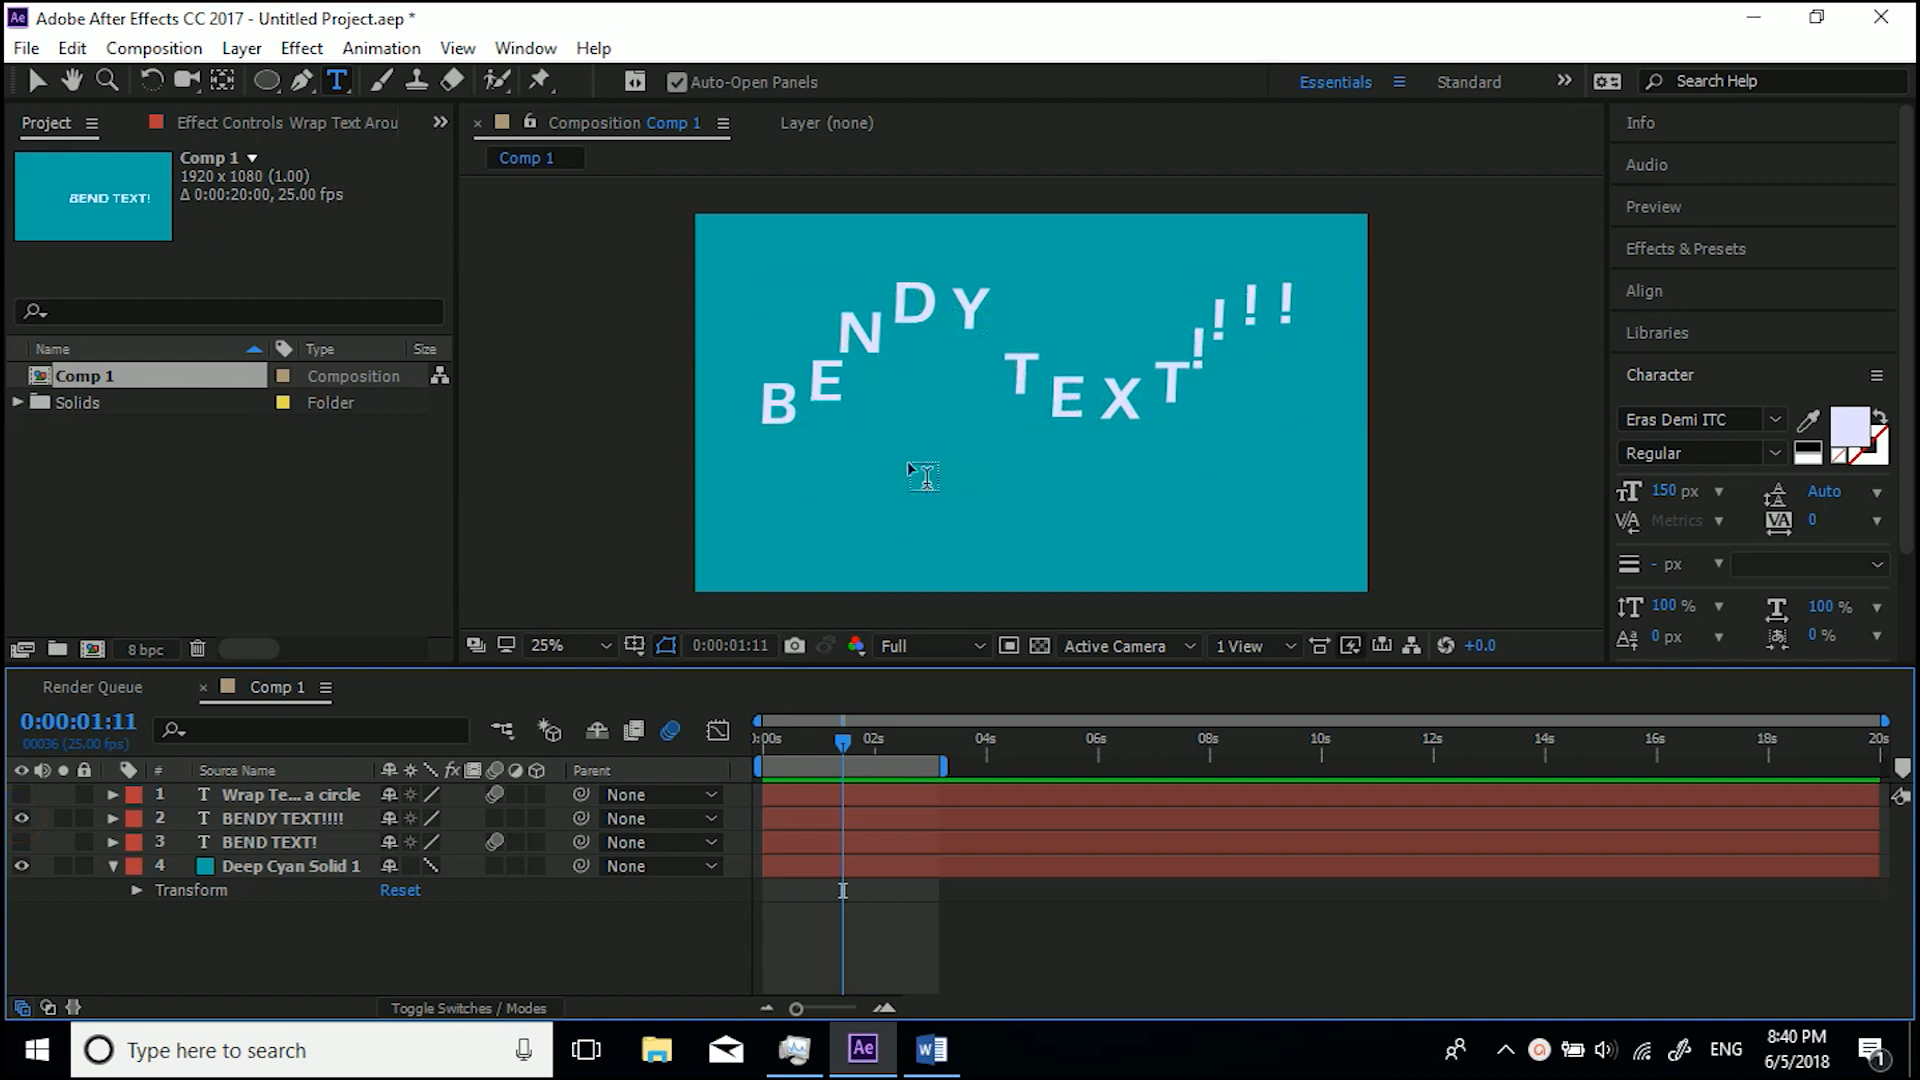 Adobe After Effects CC 2017 - Untitled Project.aep *
File Edit Composition Layer Effect Animation View Window Help
Auto-Open Panels Essentials Standard Search Help
Project Effect Controls Wrap Text Arou Composition Comp 1 Layer (none)
Comp 1
1920 x 1080 (1.00)
Δ 0:00:20:00, 25.00 fps
BEND TEXT!
Name Type Size
Comp 1 Composition
Solids Folder
8 bpc
Comp 1
BENDY TEXT!!!!
25% 0:00:01:11 Full Active Camera 1 View +0.0
Info
Audio
Preview
Effects & Presets
Align
Libraries
Character
Eras Demi ITC
Regular
150 px Auto
Metrics 0
- px
100 % 100 %
0 px 0 %
Render Queue Comp 1
0:00:01:11
00036 (25.00 fps)
0:00s 02s 04s 06s 08s 10s 12s 14s 16s 18s 20s
# Source Name fx Parent
1 T Wrap Te... a circle None
2 T BENDY TEXT!!!! None
3 T BEND TEXT! None
4 Deep Cyan Solid 1 None
Transform Reset
Toggle Switches / Modes
Type here to search
Ae
W
ENG
8:40 PM
6/5/2018
1